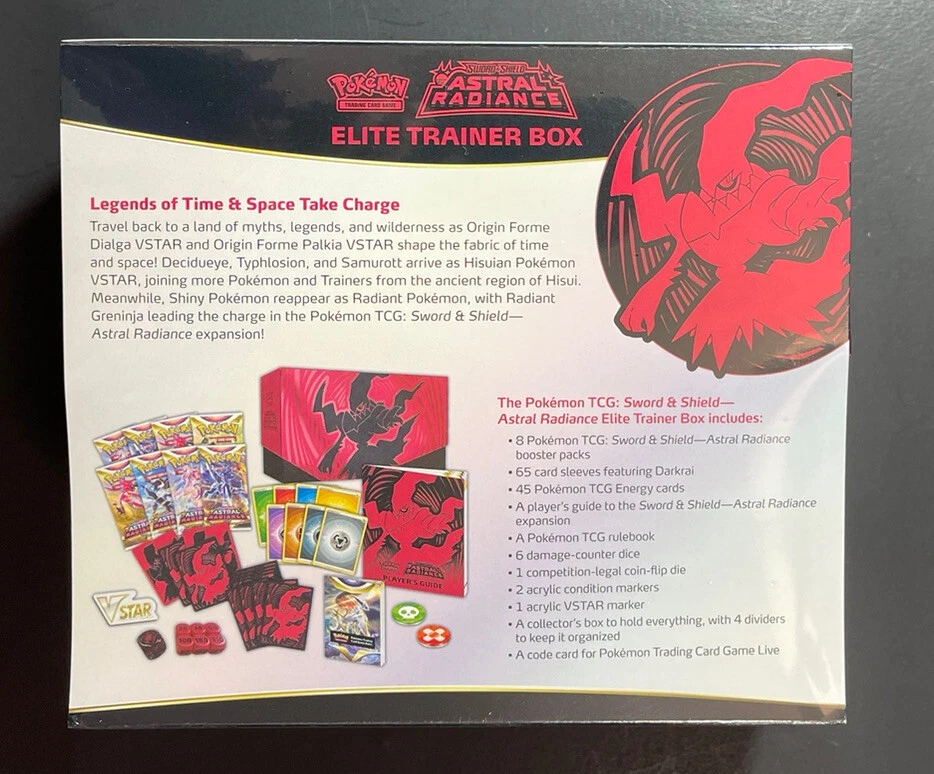 Pokémon
TRADING CARD GAME
SWORD & SHIELD
ASTRAL
RADIANCE
ELITE TRAINER BOX
Legends of Time & Space Take Charge
Travel back to a land of myths, legends, and wilderness as Origin Forme
Dialga VSTAR and Origin Forme Palkia VSTAR shape the fabric of time
and space! Decidueye, Typhlosion, and Samurott arrive as Hisuian Pokémon
VSTAR, joining more Pokémon and Trainers from the ancient region of Hisui.
Meanwhile, Shiny Pokémon reappear as Radiant Pokémon, with Radiant
Greninja leading the charge in the Pokémon TCG: Sword & Shield—
Astral Radiance expansion!
The Pokémon TCG: Sword & Shield—
Astral Radiance Elite Trainer Box includes:
• 8 Pokémon TCG: Sword & Shield—Astral Radiance
booster packs
• 65 card sleeves featuring Darkrai
• 45 Pokémon TCG Energy cards
• A player's guide to the Sword & Shield—Astral Radiance
expansion
• A Pokémon TCG rulebook
• 6 damage-counter dice
• 1 competition-legal coin-flip die
• 2 acrylic condition markers
• 1 acrylic VSTAR marker
• A collector's box to hold everything, with 4 dividers
to keep it organized
• A code card for Pokémon Trading Card Game Live
ASTRAL
RADIANCE
PLAYER'S GUIDE
VSTAR
Pokémon